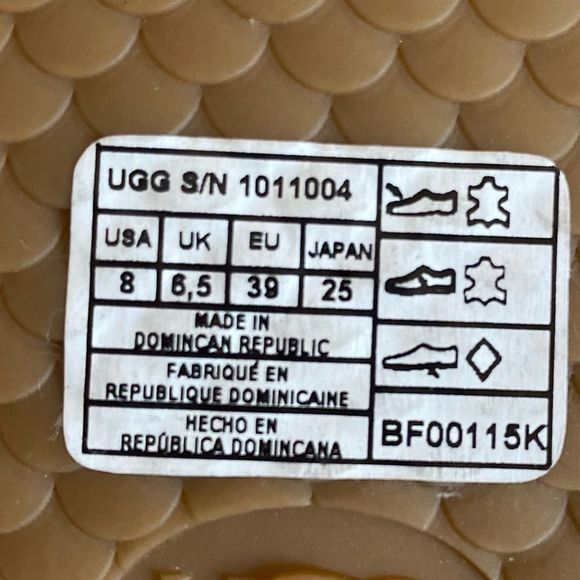 UGG S/N 1011004
USA UK EU JAPAN
8 6,5 39 25
MADE IN
DOMINCAN REPUBLIC
FABRIQUÉ EN
REPUBLIQUE DOMINICAINE
HECHO EN
REPÚBLICA DOMINCANA
BF00115K